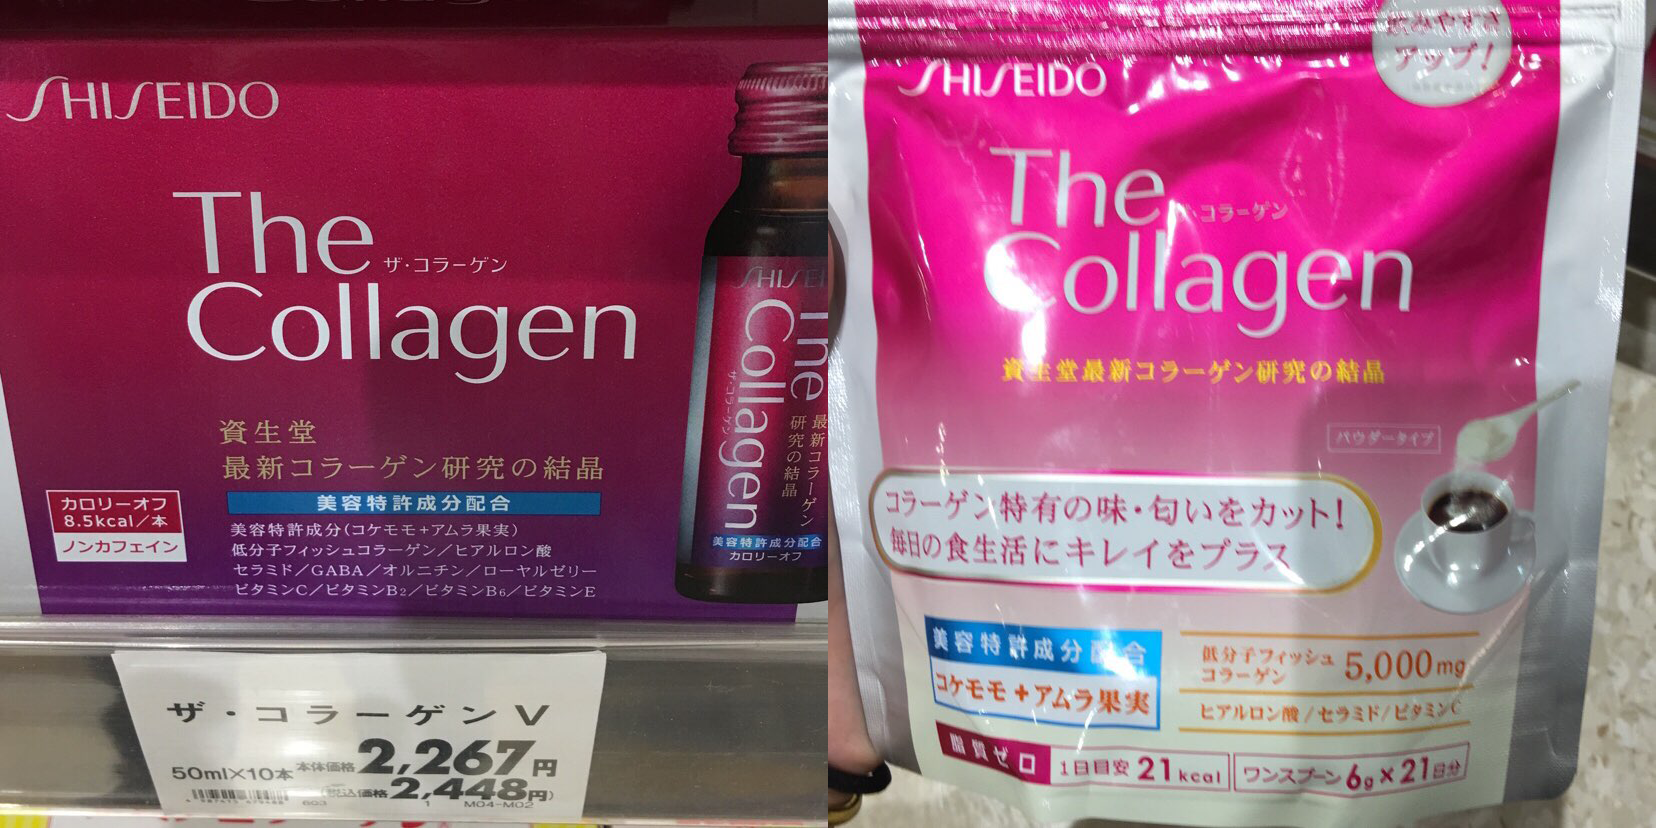 SHISEIDO
The
ザ・コラーゲン
Collagen
資生堂
最新コラーゲン研究の結晶
カロリーオフ
8.5kcal/本
ノンカフェイン
美容特許成分配合
美容特許成分(コケモモ+アムラ果実)
低分子フィッシュコラーゲン/ヒアルロン酸
セラミド/GABA/オルニチン/ローヤルゼリー
ビタミンC/ビタミンB2/ビタミンB6/ビタミンE
SHISEI
The
Collagen
ザ・コラーゲン
最新コラーゲン
研究の結晶
美容特許成分配合
カロリーオフ
ザ・コラーゲンV
50ml×10本 本体価格 2,267円
(税込価格 2,448円)
603 1 M04-M02
SHISEIDO
アップ!
The
コラーゲン
Collagen
資生堂最新コラーゲン研究の結晶
パウダータイプ
コラーゲン特有の味・匂いをカット!
毎日の食生活にキレイをプラス
美容特許成分配合
コケモモ+アムラ果実
低分子フィッシュ
コラーゲン 5,000mg
ヒアルロン酸/セラミド/ビタミンC
脂質ゼロ 1日目安 21kcal ワンスプーン 6g×21日分